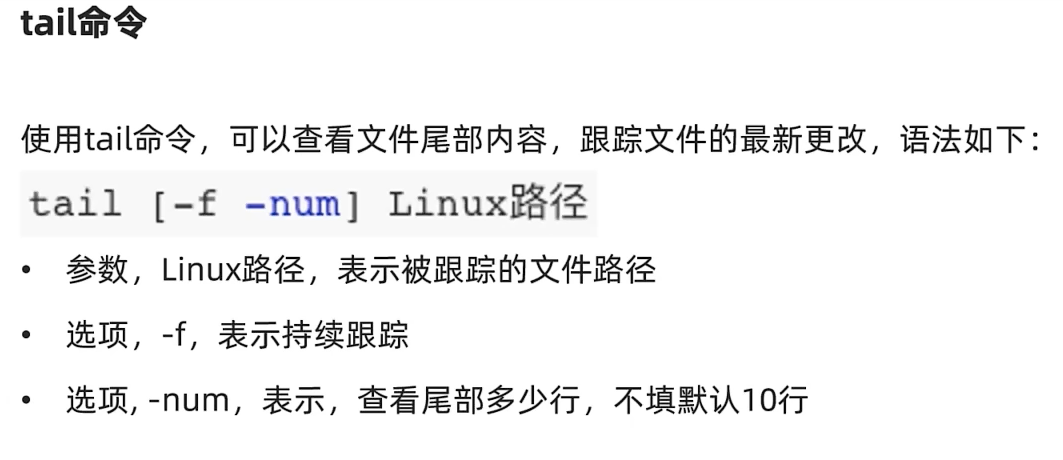 tail命令
使用tail命令，可以查看文件尾部内容，跟踪文件的最新更改，语法如下：
tail [-f -num] Linux路径
• 参数，Linux路径，表示被跟踪的文件路径
• 选项，-f，表示持续跟踪
• 选项, -num，表示，查看尾部多少行，不填默认10行